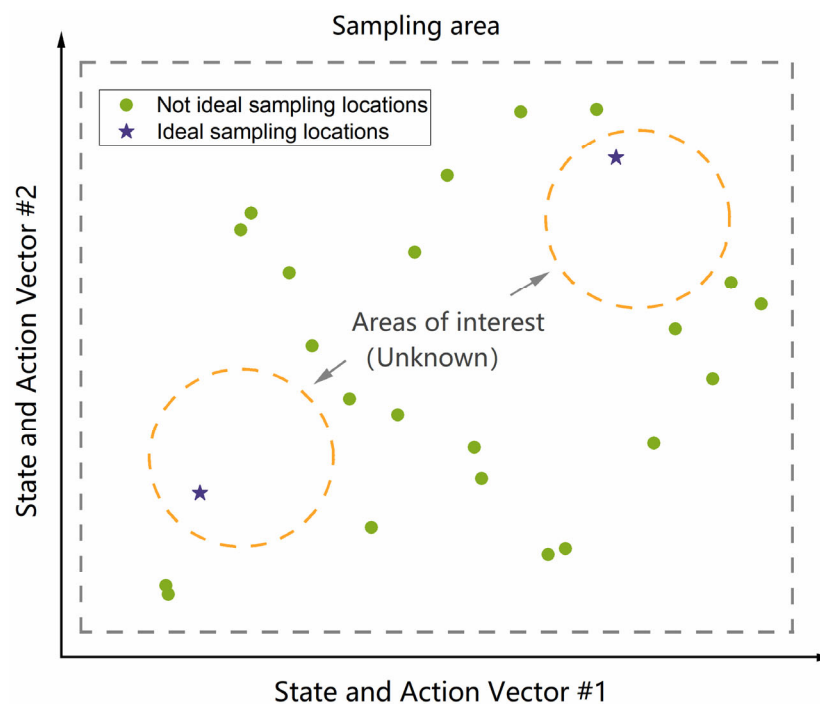 Sampling area
Not ideal sampling locations
Ideal sampling locations
State and Action Vector #2
Areas of interest
(Unknown)
State and Action Vector #1